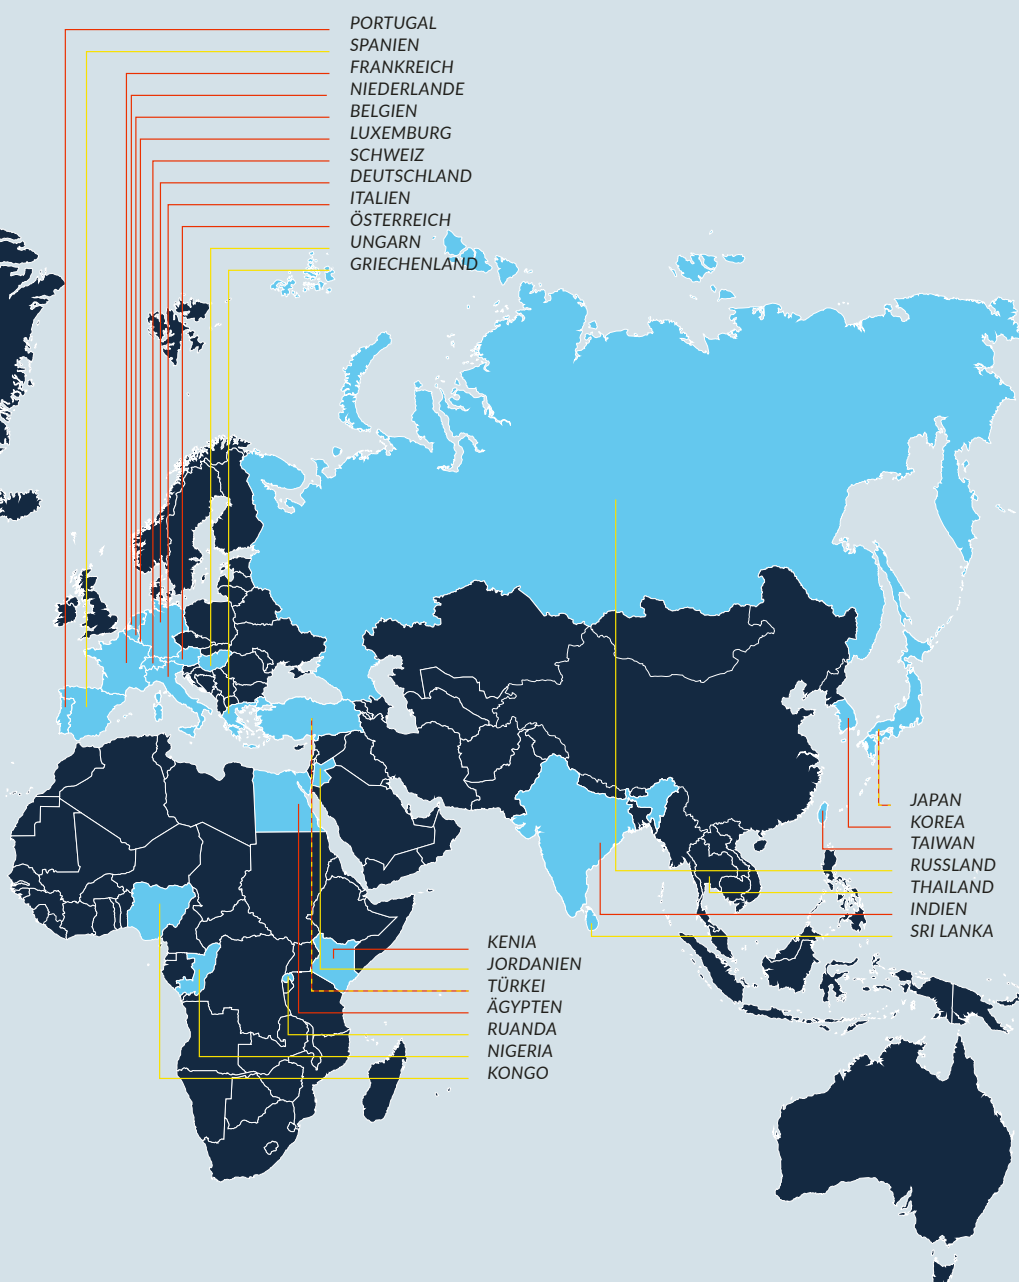 PORTUGAL
SPANIEN
FRANKREICH
NIEDERLANDE
BELGIEN
LUXEMBURG
SCHWEIZ
DEUTSCHLAND
ITALIEN
ÖSTERREICH
UNGARN
GRIECHENLAND
JAPAN
KOREA
TAIWAN
RUSSLAND
THAILAND
INDIEN
SRI LANKA
KENIA
JORDANIEN
TÜRKEI
ÄGYPTEN
RUANDA
NIGERIA
KONGO